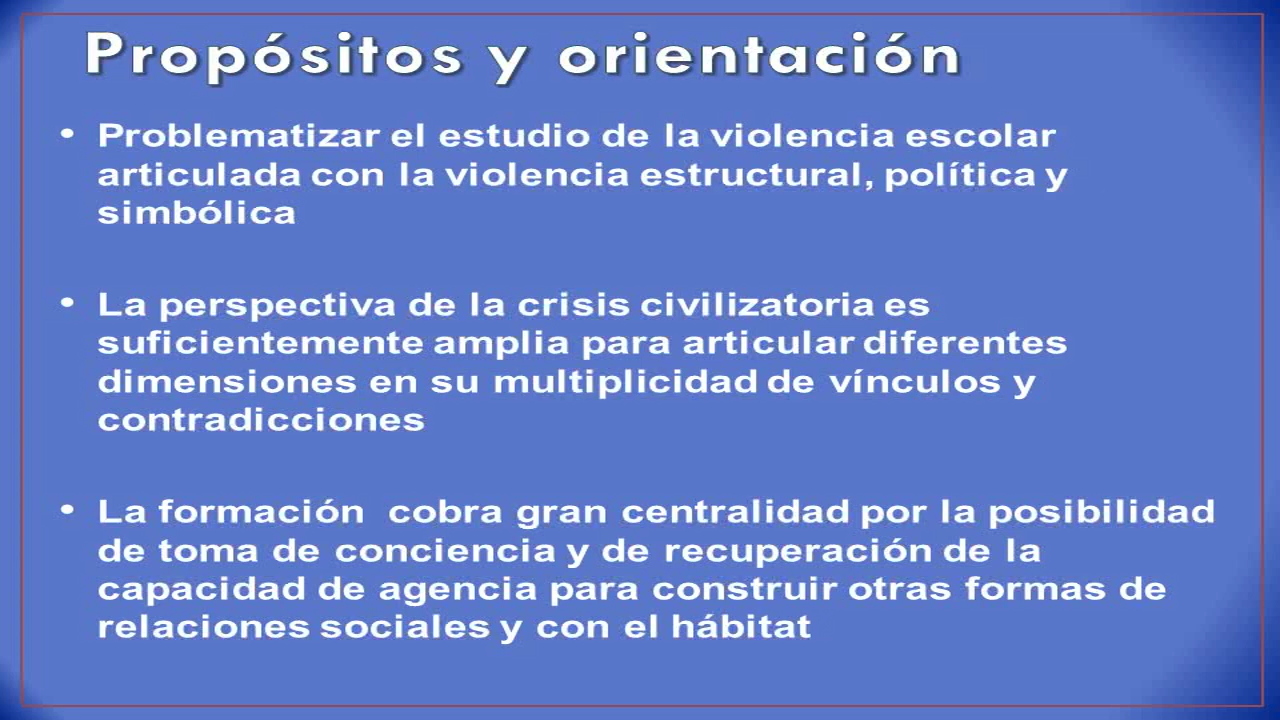 Propósitos y orientación
• Problematizar el estudio de la violencia escolar
articulada con la violencia estructural, política y
simbólica
• La perspectiva de la crisis civilizatoria es
suficientemente amplia para articular diferentes
dimensiones en su multiplicidad de vínculos y
contradicciones
• La formación  cobra gran centralidad por la posibilidad
de toma de conciencia y de recuperación de la
capacidad de agencia para construir otras formas de
relaciones sociales y con el hábitat